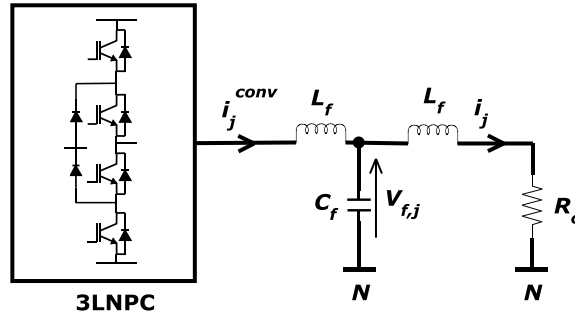 i_j^conv
L_f
L_f
i_j
C_f
V_f,j
R
N
N
3LNPC